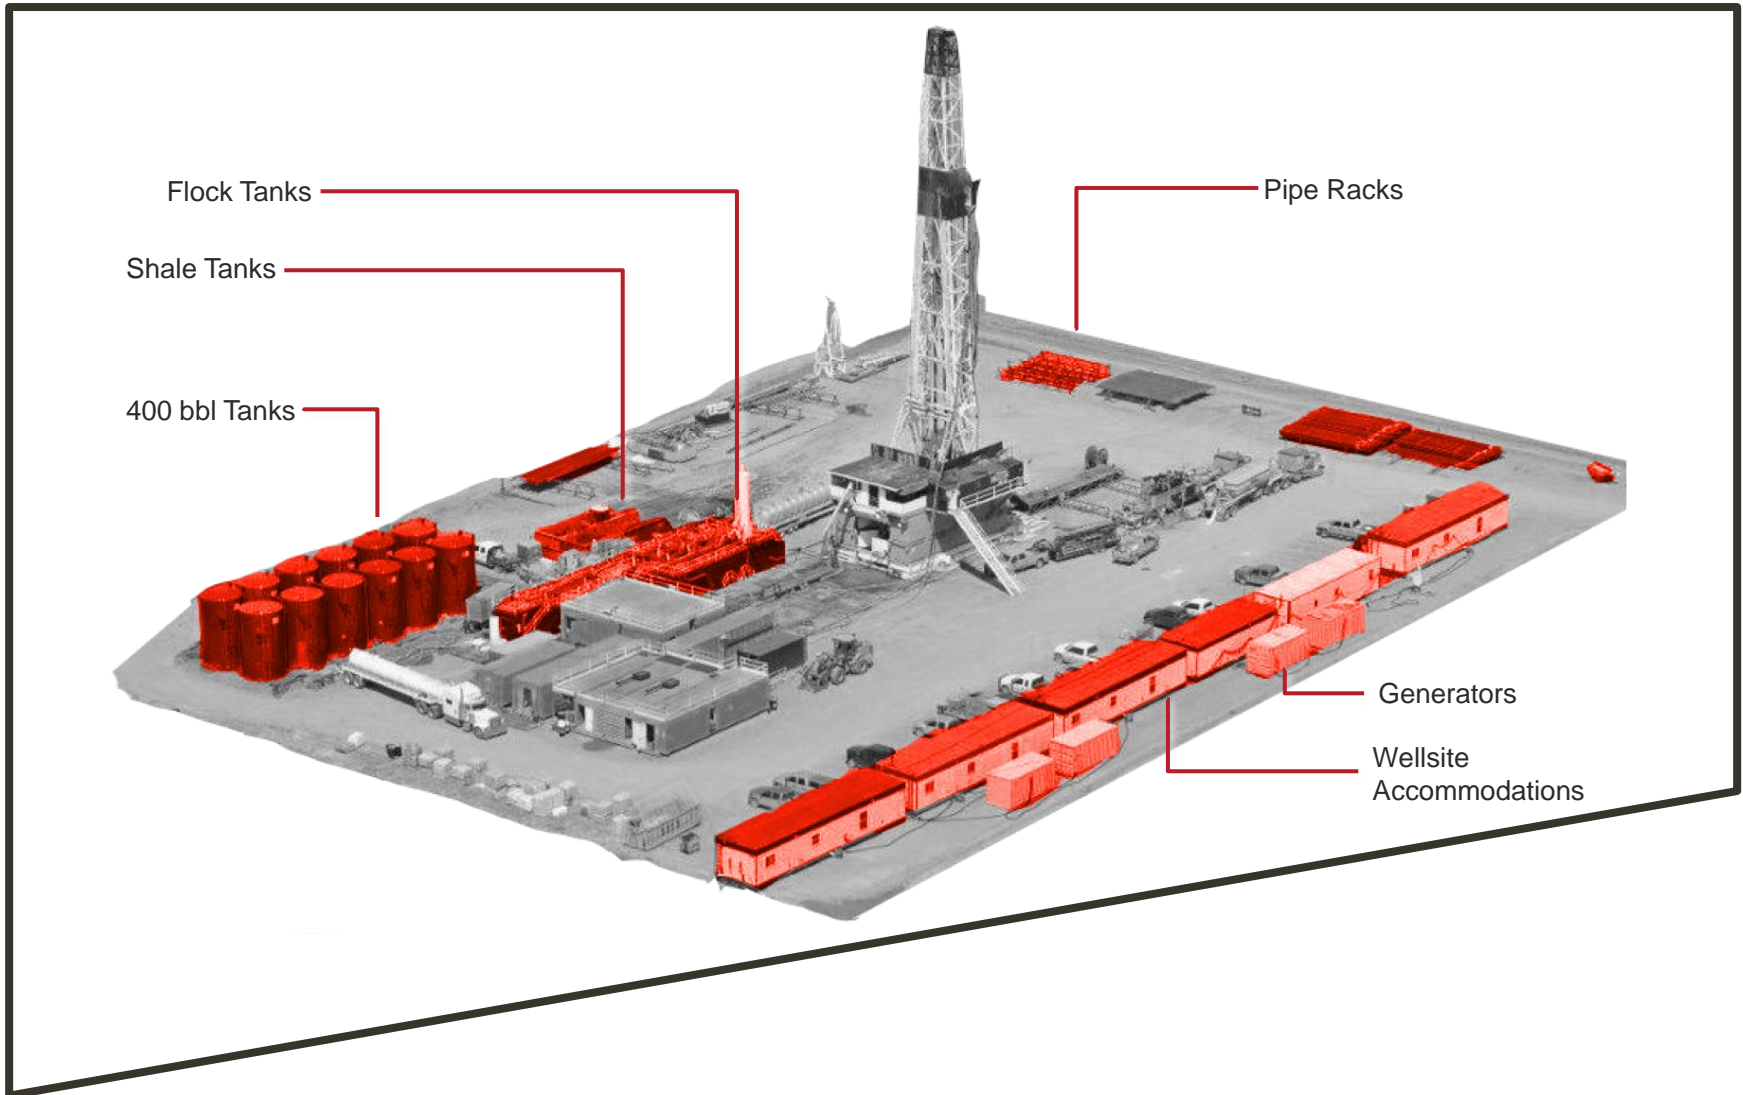 Flock Tanks
Pipe Racks
Shale Tanks
400 bbl Tanks
Generators
Wellsite
Accommodations